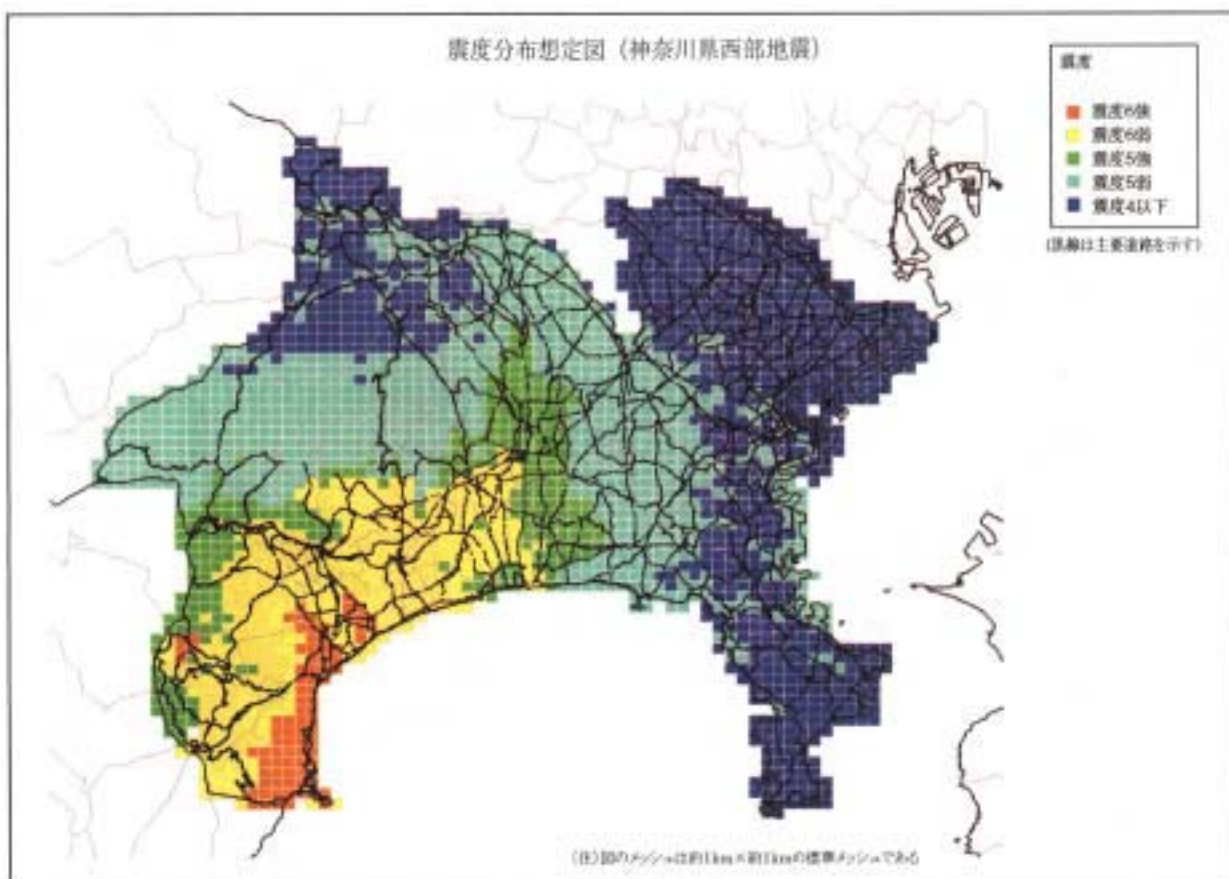 震度分布想定図 (神奈川県西部地震)
震度
震度6強
震度6弱
震度5強
震度5弱
震度4以下
(黒線は主要道路を示す)
(注)図のメッシュは約1km×約1kmの標準メッシュである